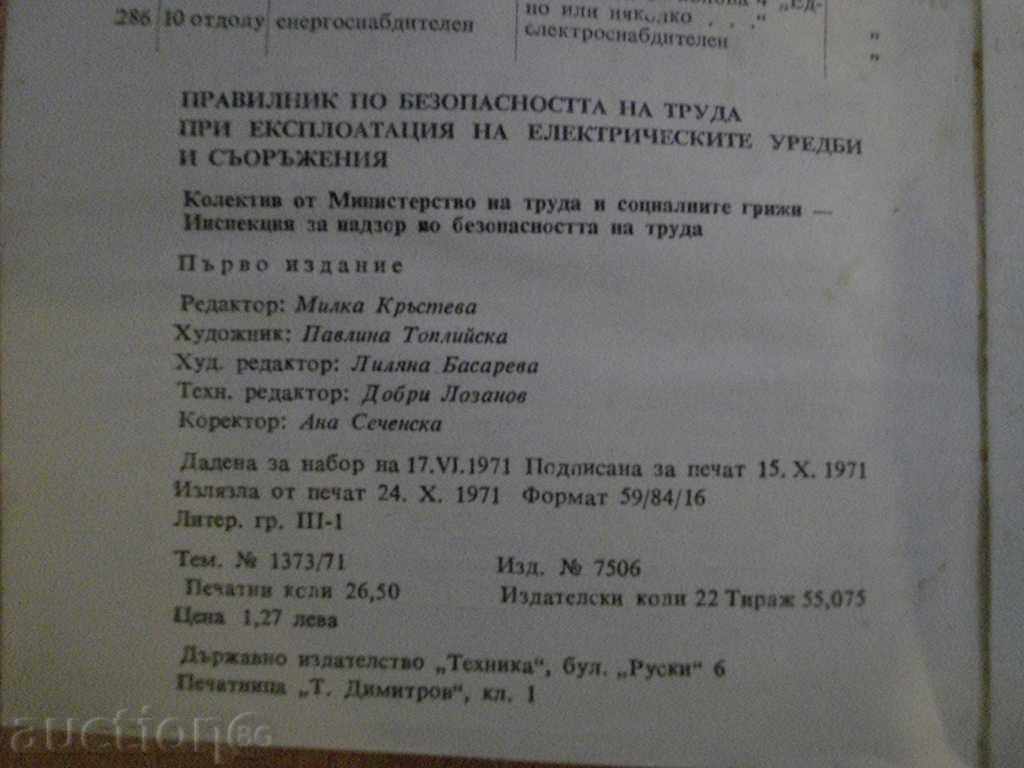 „Ед-
286 10 отдолу енергоснабдителен но или няколко . . .“ „
електроснабдителен „
ПРАВИЛНИК ПО БЕЗОПАСНОСТТА НА ТРУДА
ПРИ ЕКСПЛОАТАЦИЯ НА ЕЛЕКТРИЧЕСКИТЕ УРЕДБИ
И СЪОРЪЖЕНИЯ
Колектив от Министерство на труда и социалните грижи —
Инспекция за надзор по безопасността на труда
Първо издание
Редактор: Милка Кръстева
Художник: Павлина Топлийска
Худ. редактор: Лиляна Басарева
Техн. редактор: Добри Лозанов
Коректор: Ана Сеченска
Дадена за набор на 17.VI.1971 Подписана за печат 15. X. 1971
Излязла от печат 24. X. 1971 Формат 59/84/16
Литер. гр. III-1
Тем. № 1373/71 Изд. № 7506
Печатни коли 26,50 Издателски коли 22 Тираж 55,075
Цена 1,27 лева
Държавно издателство „Техника“, бул. „Руски“ 6
Печатница „Т. Димитров“, кл. 1
auction86